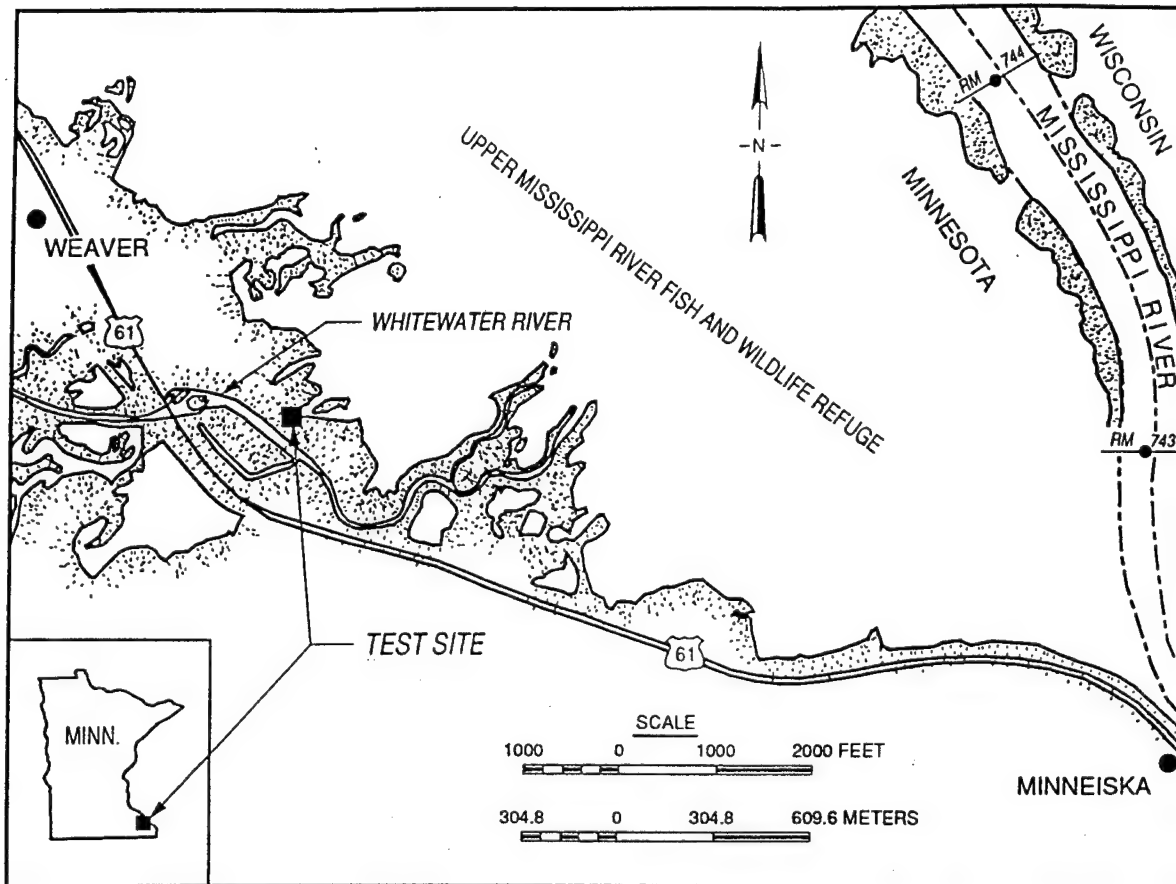 WISCONSIN
RM 744
MISSISSIPPI RIVER
-N-
UPPER MISSISSIPPI RIVER FISH AND WILDLIFE REFUGE
MINNESOTA
WEAVER
61
WHITEWATER RIVER
RM 743
TEST SITE
61
MINN.
SCALE
1000 0 1000 2000 FEET
304.8 0 304.8 609.6 METERS
MINNEISKA